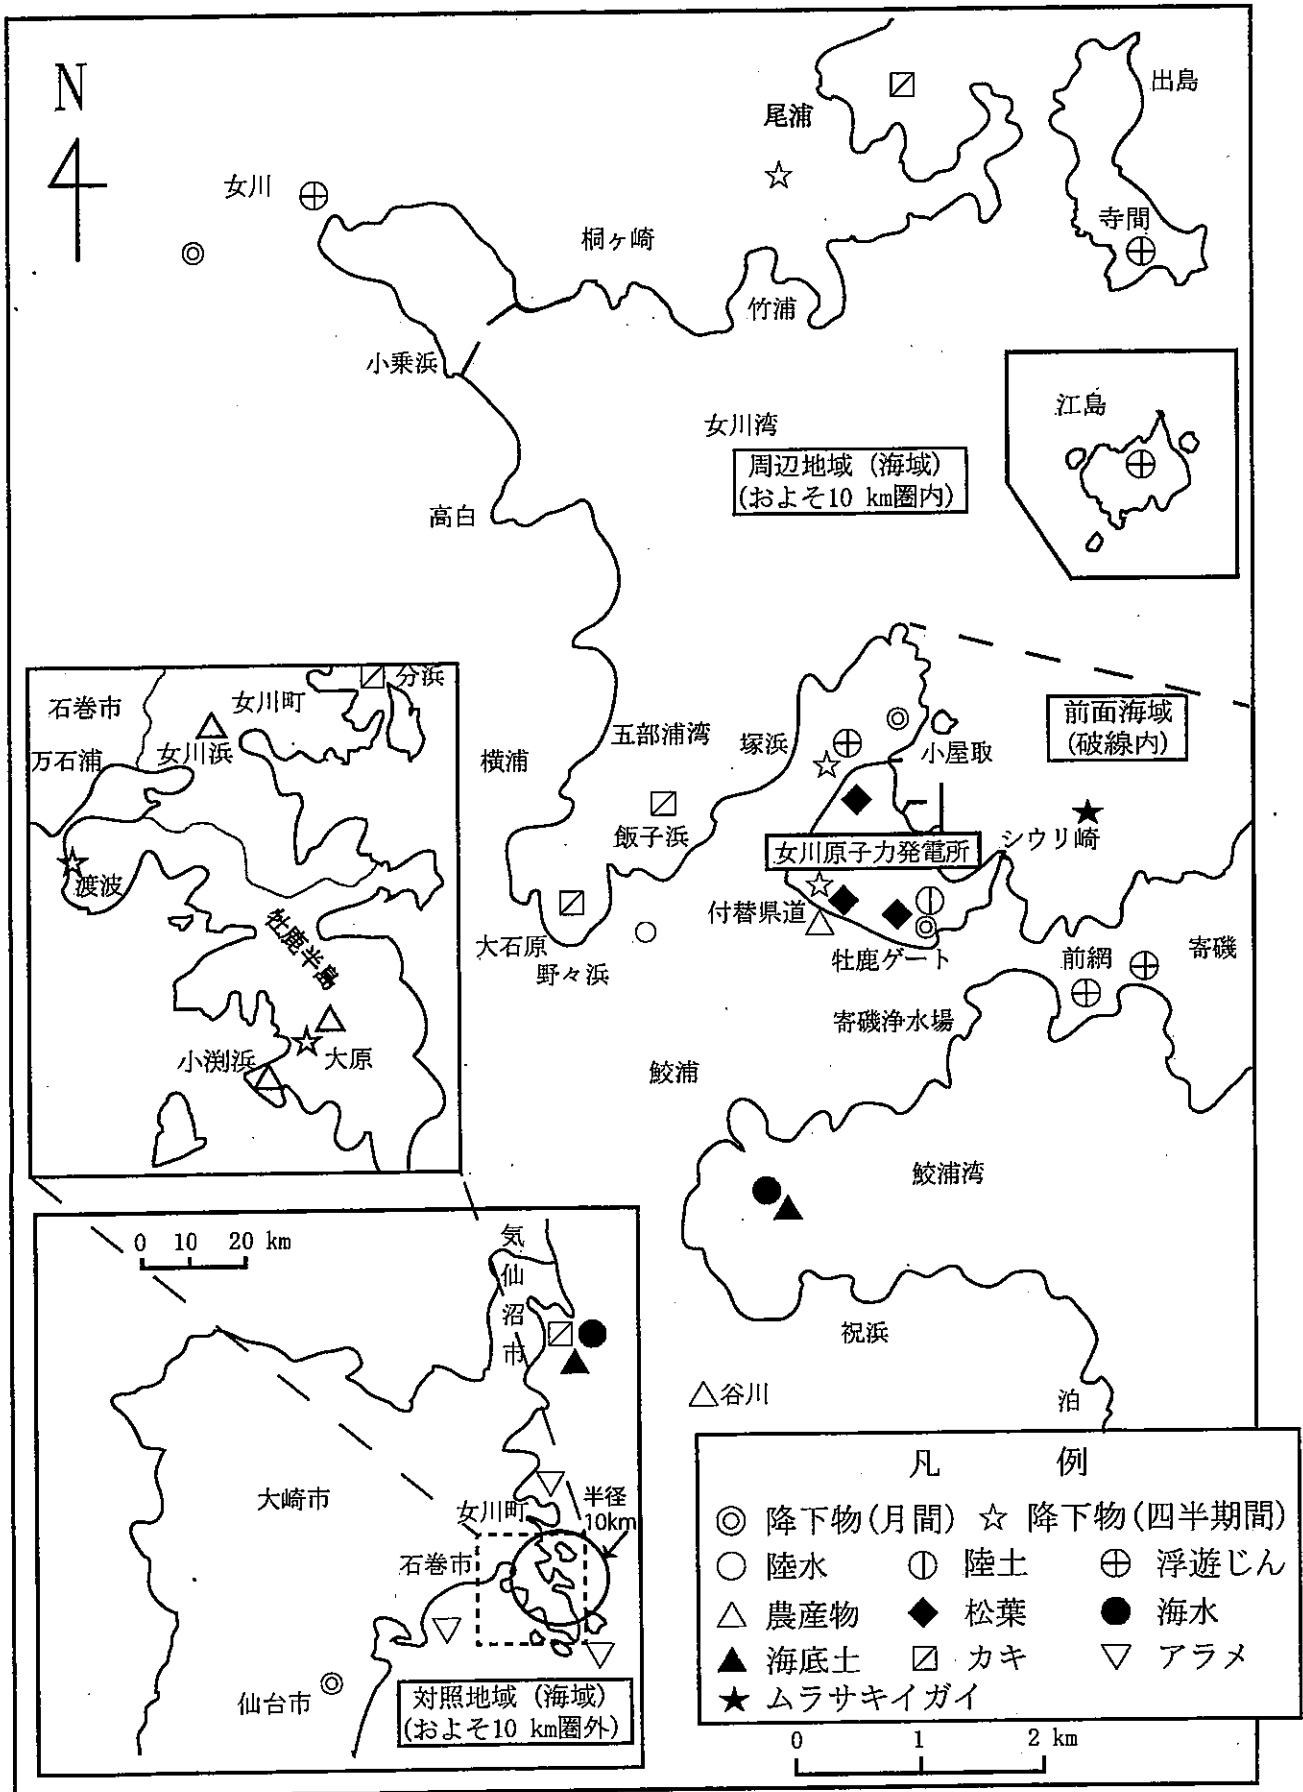 N
尾浦
出島
女川
寺間
桐ヶ崎
竹浦
小乗浜
江島
女川湾
周辺地域（海域）
(およそ10 km圏内)
高白
分浜
石巻市
女川町
万石浦
女川浜
渡波
牡鹿半島
小渕浜
大原
横浦
五部浦湾
塚浜
小屋取
前面海域
(破線内)
飯子浜
シウリ崎
女川原子力発電所
付替県道
大石原
野々浜
牡鹿ゲート
前網
寄磯
寄磯浄水場
鮫浦
鮫浦湾
祝浜
谷川
泊
0 10 20 km
気仙沼市
大崎市
女川町
半径
10km
石巻市
仙台市
対照地域（海域）
(およそ10 km圏外)
凡　例
◎ 降下物(月間) ☆ 降下物(四半期間)
○ 陸水 ⦶ 陸土 ⊕ 浮遊じん
△ 農産物 ◆ 松葉 ● 海水
▲ 海底土 ⍁ カキ ▽ アラメ
★ ムラサキイガイ
0 1 2 km